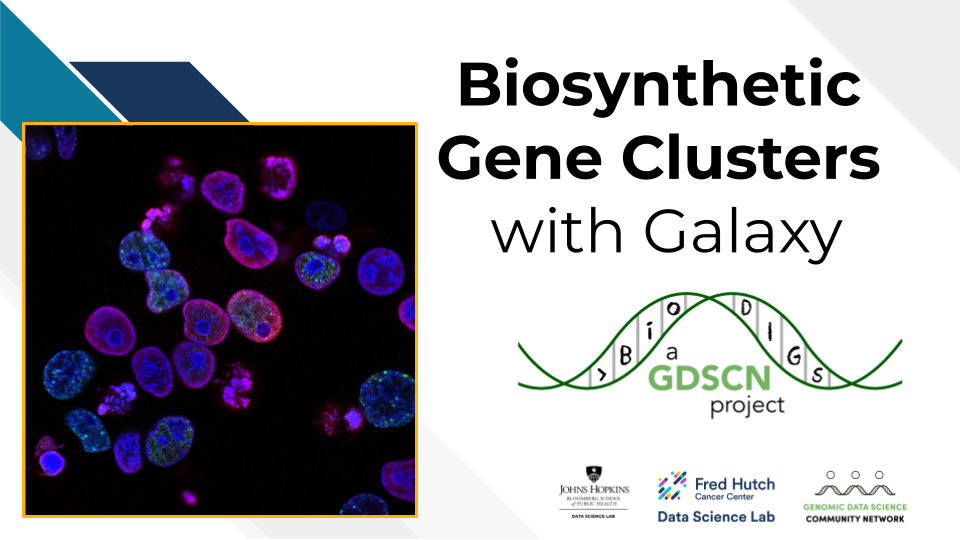 Biosynthetic
Gene Clusters
with Galaxy
> B i o D I G S
a
GDSCN
project
JOHNS HOPKINS
BLOOMBERG SCHOOL
of PUBLIC HEALTH
DATA SCIENCE LAB
Fred Hutch
Cancer Center
Data Science Lab
GENOMIC DATA SCIENCE
COMMUNITY NETWORK